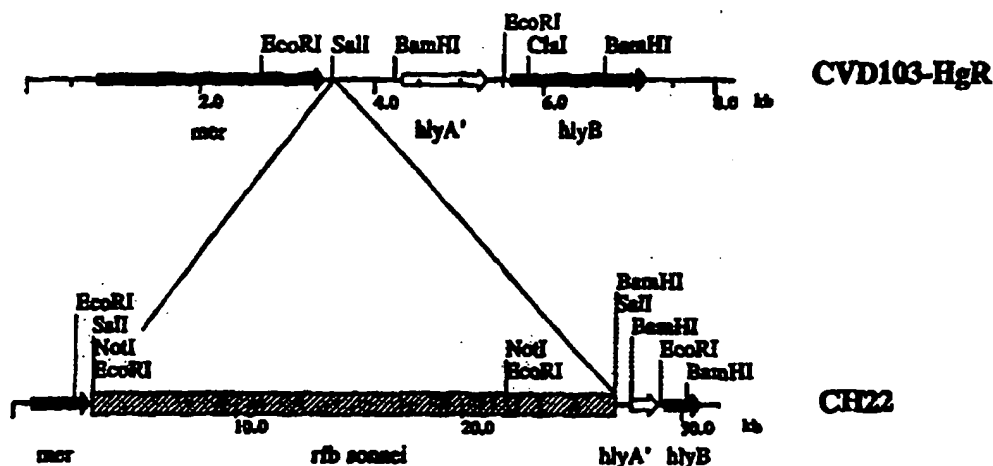 EcoRI
EcoRI SalI BamHI ClaI BamHI
CVD103-HgR
2.0 4.0 6.0 8.0 kb
mer hlyA' hlyB
EcoRI BamHI
SalI SalI
NotI NotI BamHI
EcoRI EcoRI EcoRI
BamHI
CH22
10.0 20.0 30.0 kb
mer rfb sonnei hlyA' hlyB